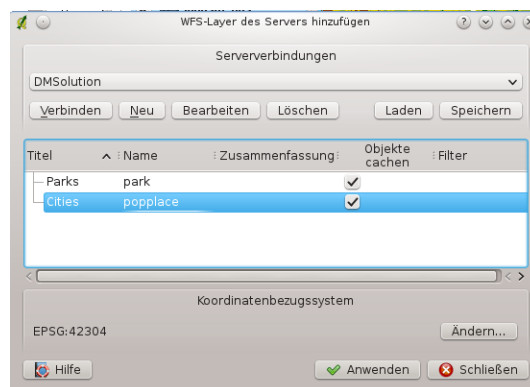 WFS-Layer des Servers hinzufügen
Serververbindungen
DMSolution
Verbinden Neu Bearbeiten Löschen Laden Speichern
Titel Name Zusammenfassung Objekte cachen Filter
Parks park
Cities popplace
Koordinatenbezugssystem
EPSG:42304 Ändern...
Hilfe Anwenden Schließen